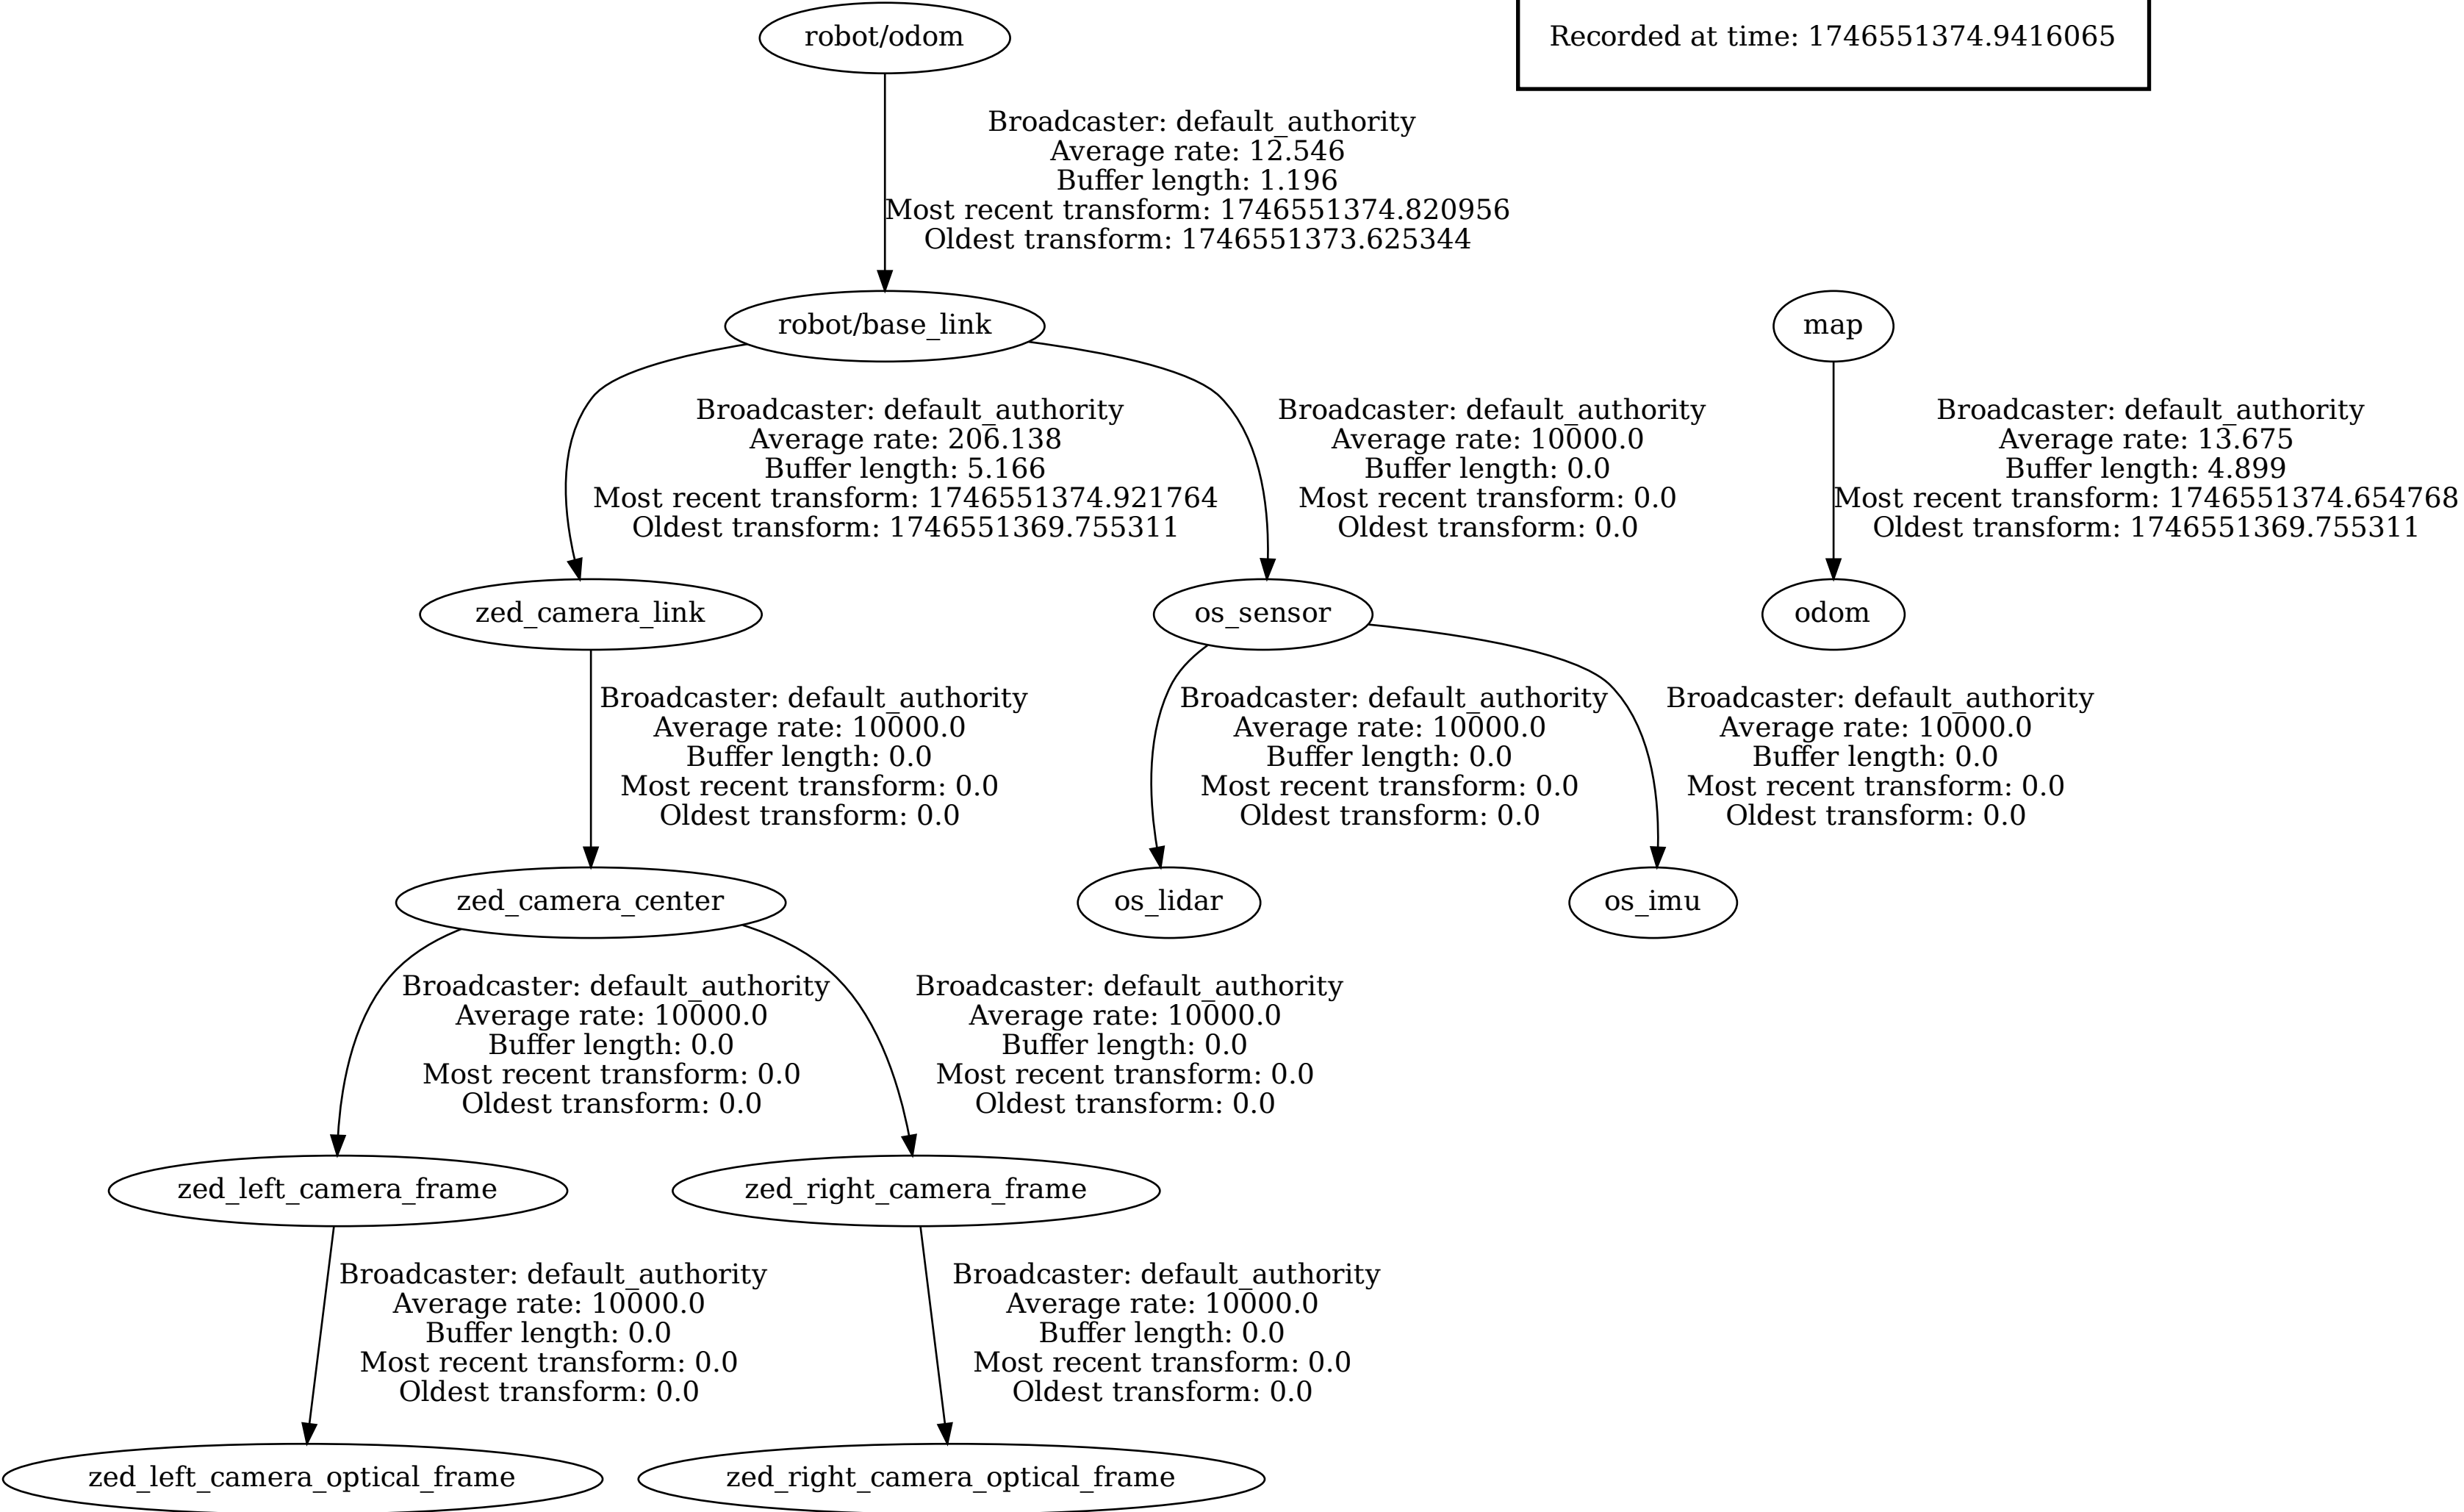 robot/odom
Recorded at time: 1746551374.9416065
Broadcaster: default_authority
Average rate: 12.546
Buffer length: 1.196
Most recent transform: 1746551374.820956
Oldest transform: 1746551373.625344
robot/base_link
map
Broadcaster: default_authority
Average rate: 206.138
Buffer length: 5.166
Most recent transform: 1746551374.921764
Oldest transform: 1746551369.755311
Broadcaster: default_authority
Average rate: 10000.0
Buffer length: 0.0
Most recent transform: 0.0
Oldest transform: 0.0
Broadcaster: default_authority
Average rate: 13.675
Buffer length: 4.899
Most recent transform: 1746551374.654768
Oldest transform: 1746551369.755311
zed_camera_link
os_sensor
odom
Broadcaster: default_authority
Average rate: 10000.0
Buffer length: 0.0
Most recent transform: 0.0
Oldest transform: 0.0
Broadcaster: default_authority
Average rate: 10000.0
Buffer length: 0.0
Most recent transform: 0.0
Oldest transform: 0.0
Broadcaster: default_authority
Average rate: 10000.0
Buffer length: 0.0
Most recent transform: 0.0
Oldest transform: 0.0
zed_camera_center
os_lidar
os_imu
Broadcaster: default_authority
Average rate: 10000.0
Buffer length: 0.0
Most recent transform: 0.0
Oldest transform: 0.0
Broadcaster: default_authority
Average rate: 10000.0
Buffer length: 0.0
Most recent transform: 0.0
Oldest transform: 0.0
zed_left_camera_frame
zed_right_camera_frame
Broadcaster: default_authority
Average rate: 10000.0
Buffer length: 0.0
Most recent transform: 0.0
Oldest transform: 0.0
Broadcaster: default_authority
Average rate: 10000.0
Buffer length: 0.0
Most recent transform: 0.0
Oldest transform: 0.0
zed_left_camera_optical_frame
zed_right_camera_optical_frame